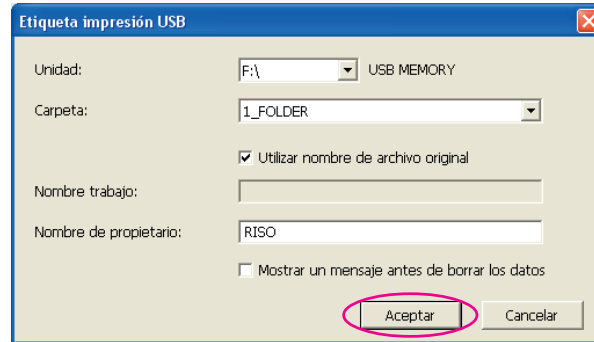 Etiqueta impresión USB
Unidad: F:\ USB MEMORY
Carpeta: 1_FOLDER
Utilizar nombre de archivo original
Nombre trabajo:
Nombre de propietario: RISO
Mostrar un mensaje antes de borrar los datos
Aceptar Cancelar